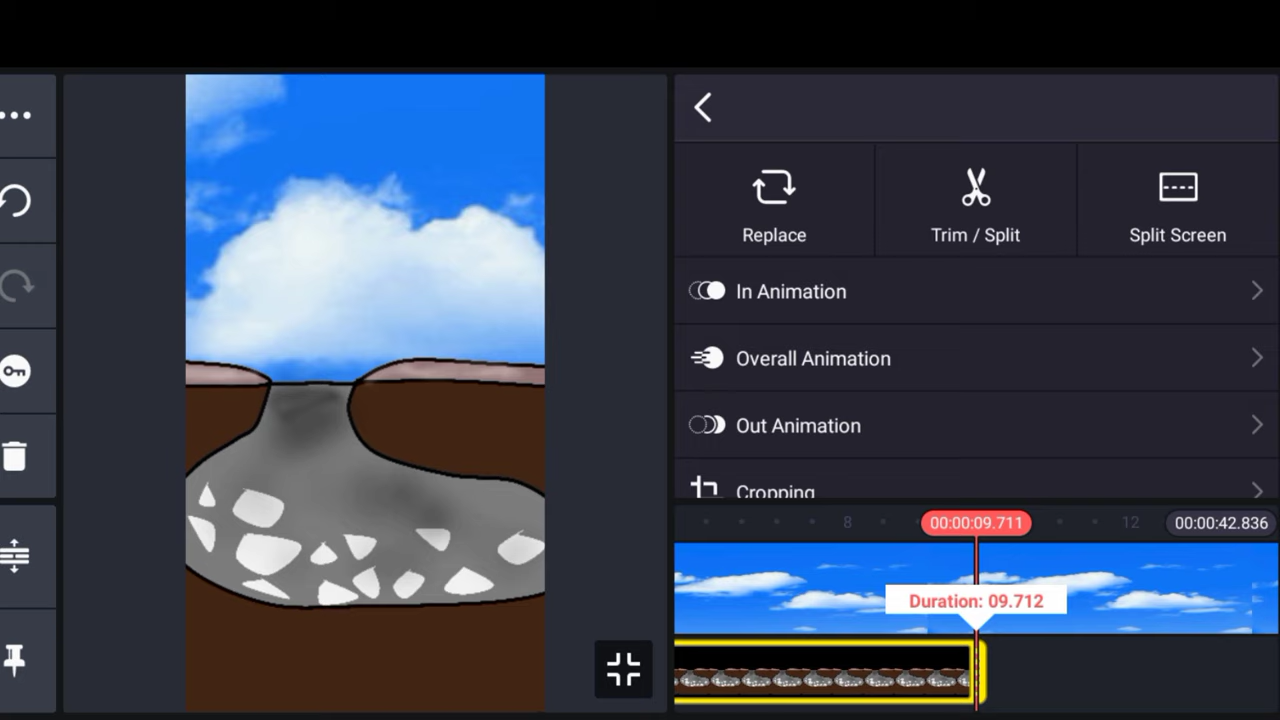 Replace
Trim / Split
Split Screen
In Animation
Overall Animation
Out Animation
Cropping
8
00:00:09.711
12
00:00:42.836
Duration: 09.712